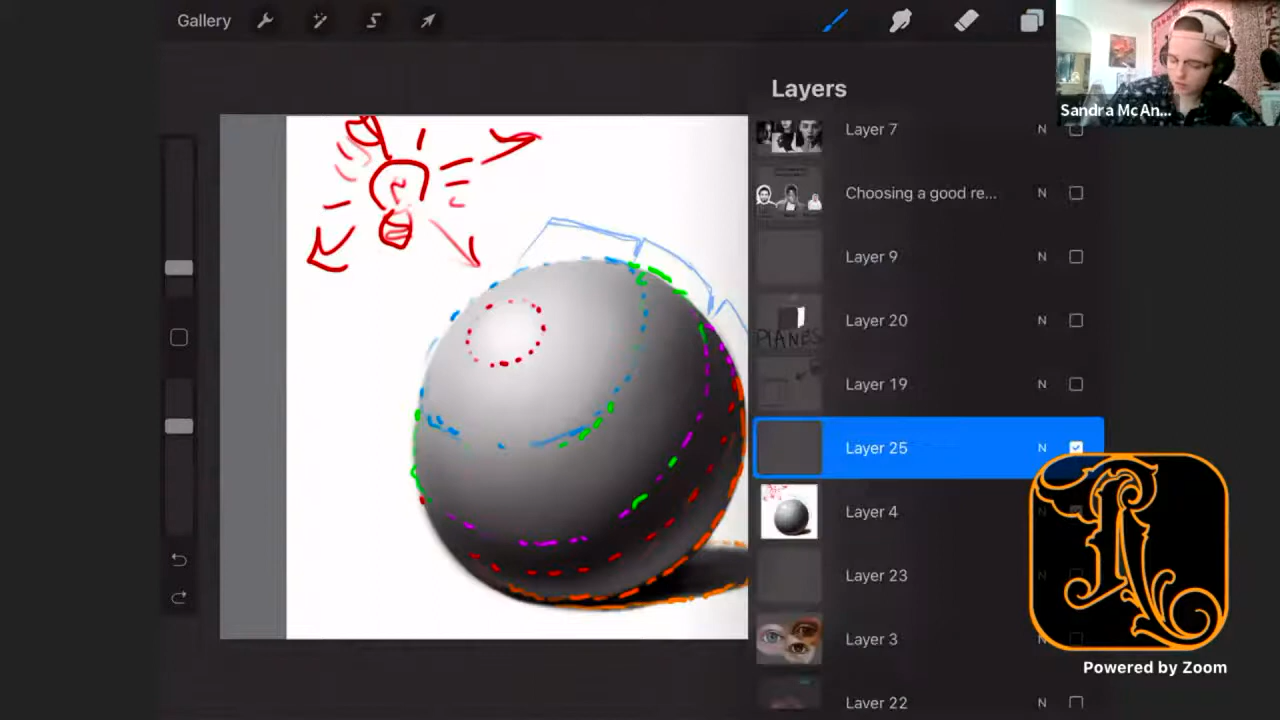 Gallery
Layers
Sandra McAn...
Layer 7
N
Choosing a good re...
N
Layer 9
N
Layer 20
N
PLANES
Layer 19
N
Layer 25
N
Layer 4
N
Layer 23
N
Layer 3
N
Powered by Zoom
Layer 22
N